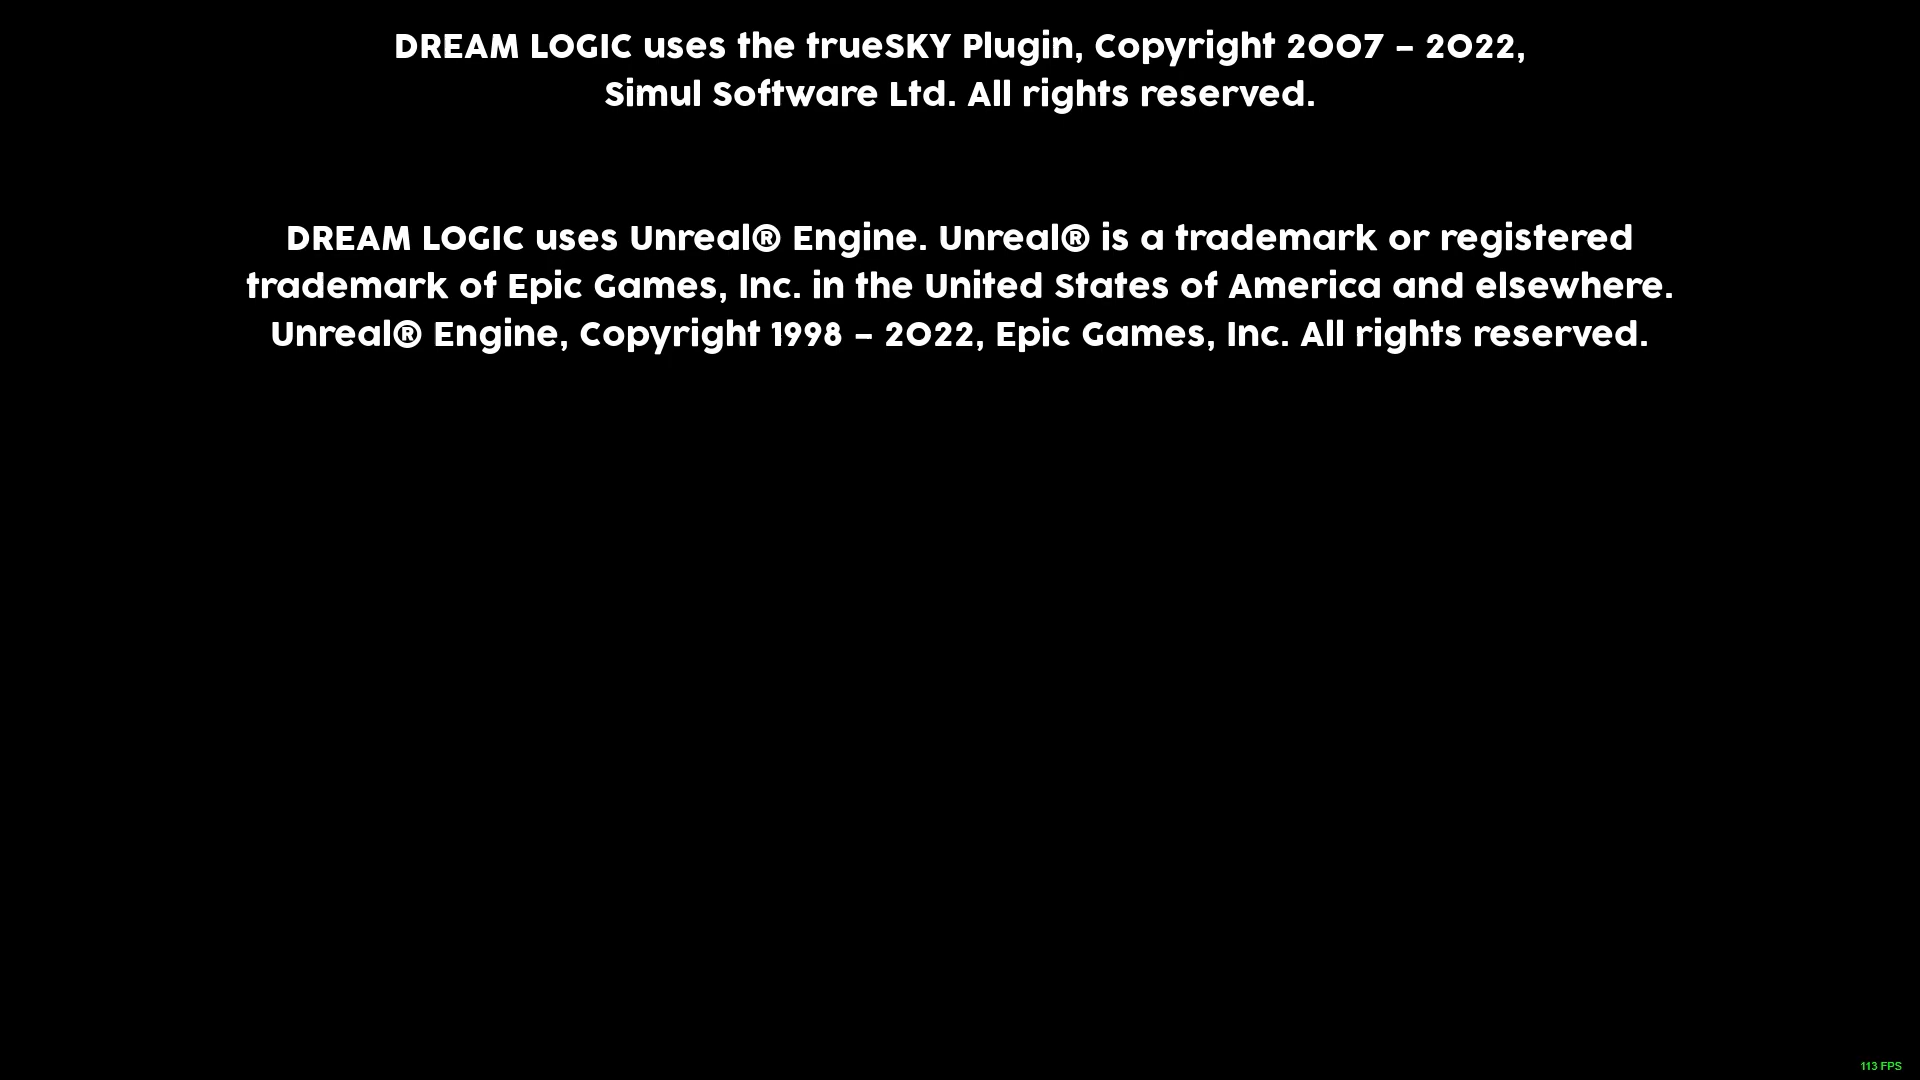 DREAM LOGIC uses the trueSKY Plugin, Copyright 2007 – 2022,
Simul Software Ltd. All rights reserved.
DREAM LOGIC uses Unreal® Engine. Unreal® is a trademark or registered
trademark of Epic Games, Inc. in the United States of America and elsewhere.
Unreal® Engine, Copyright 1998 – 2022, Epic Games, Inc. All rights reserved.
113 FPS